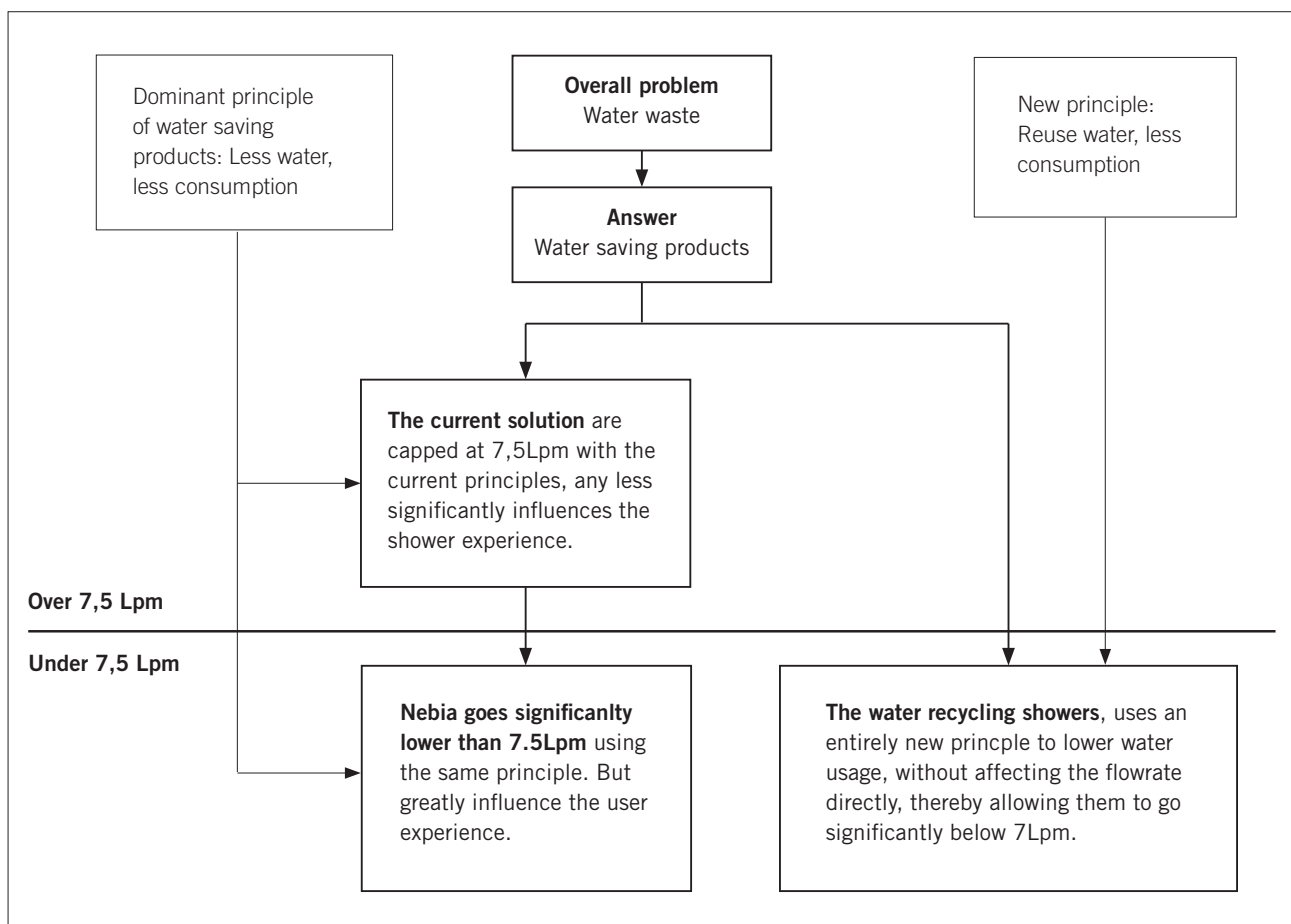 Dominant principle
of water saving
products: Less water,
less consumption
Overall problem
Water waste
New principle:
Reuse water, less
consumption
Answer
Water saving products
The current solution are
capped at 7,5Lpm with the
current principles, any less
significantly influences the
shower experience.
Over 7,5 Lpm
Under 7,5 Lpm
Nebia goes significanlty
lower than 7.5Lpm using
the same principle. But
greatly influence the user
experience.
The water recycling showers, uses an
entirely new princple to lower water
usage, without affecting the flowrate
directly, thereby allowing them to go
significantly below 7Lpm.